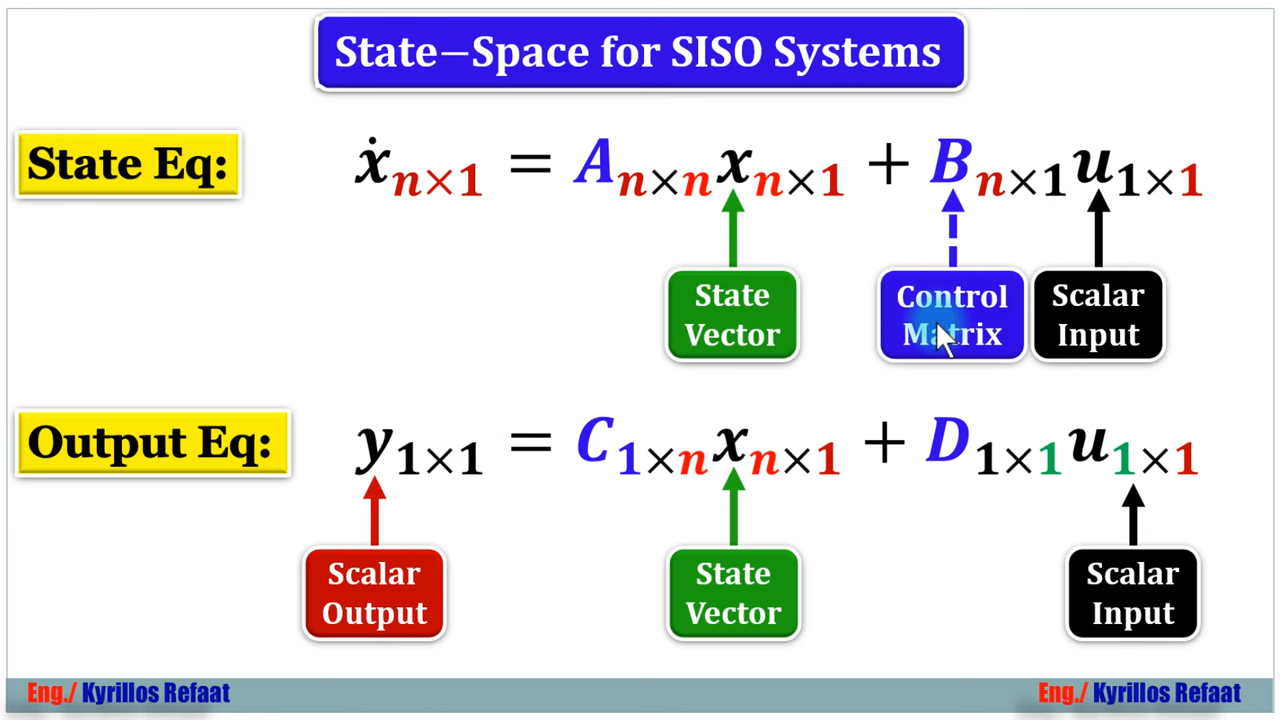 State−Space for SISO Systems
State Eq:
ẋₙ×₁ = Aₙ×ₙxₙ×₁ + Bₙ×₁u₁×₁
State
Vector
Control
Matrix
Scalar
Input
Output Eq:
y₁×₁ = C₁×ₙxₙ×₁ + D₁×₁u₁×₁
Scalar
Output
State
Vector
Scalar
Input
Eng./ Kyrillos Refaat
Eng./ Kyrillos Refaat